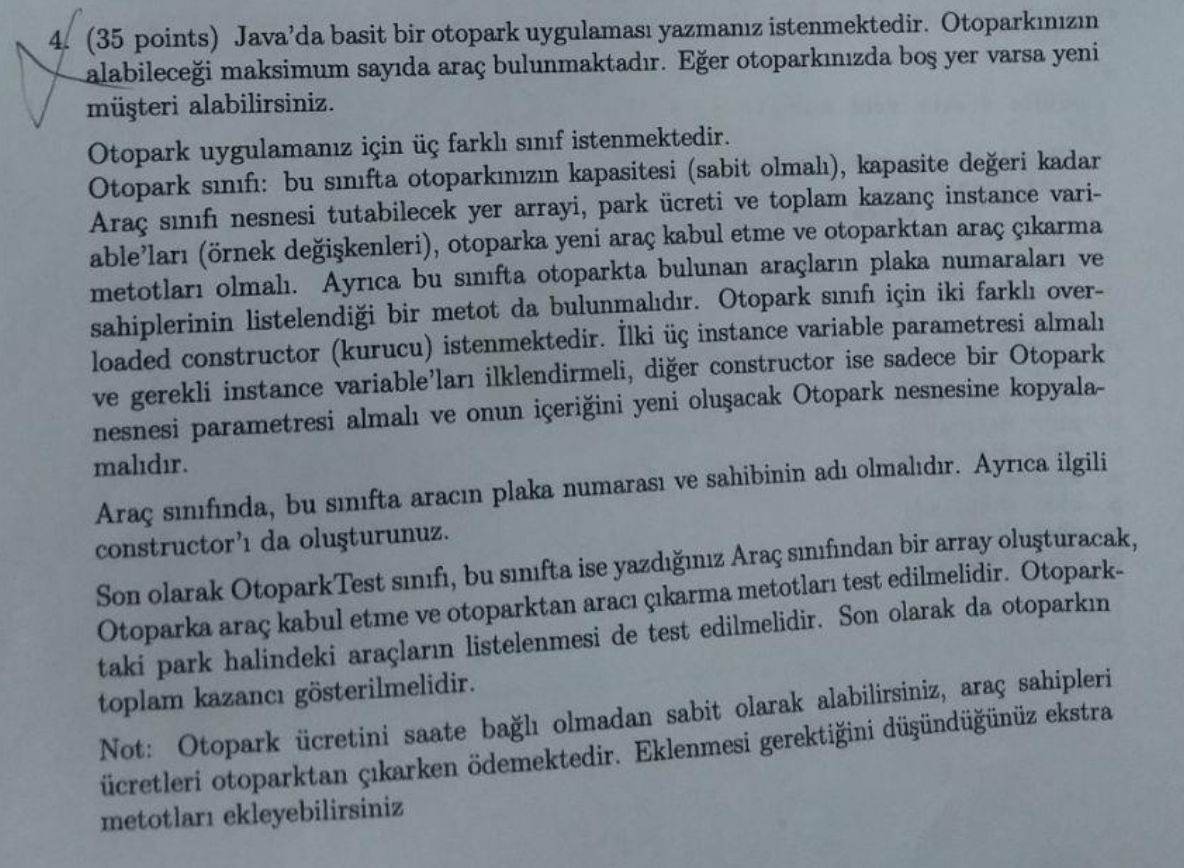 4. (35 points) Java'da basit bir otopark uygulaması yazmanız istenmektedir. Otoparkınızın
alabileceği maksimum sayıda araç bulunmaktadır. Eğer otoparkınızda boş yer varsa yeni
müşteri alabilirsiniz.
Otopark uygulamanız için üç farklı sınıf istenmektedir.
Otopark sınıfı: bu sınıfta otoparkınızın kapasitesi (sabit olmalı), kapasite değeri kadar
Araç sınıfı nesnesi tutabilecek yer arrayi, park ücreti ve toplam kazanç instance vari-
able'ları (örnek değişkenleri), otoparka yeni araç kabul etme ve otoparktan araç çıkarma
metotları olmalı. Ayrıca bu sınıfta otoparkta bulunan araçların plaka numaraları ve
sahiplerinin listelendiği bir metot da bulunmalıdır. Otopark sınıfı için iki farklı over-
loaded constructor (kurucu) istenmektedir. İlki üç instance variable parametresi almalı
ve gerekli instance variable'ları ilklendirmeli, diğer constructor ise sadece bir Otopark
nesnesi parametresi almalı ve onun içeriğini yeni oluşacak Otopark nesnesine kopyala-
malıdır.
Araç sınıfında, bu sınıfta aracın plaka numarası ve sahibinin adı olmalıdır. Ayrıca ilgili
constructor'ı da oluşturunuz.
Son olarak OtoparkTest sınıfı, bu sınıfta ise yazdığınız Araç sınıfından bir array oluşturacak,
Otoparka araç kabul etme ve otoparktan aracı çıkarma metotları test edilmelidir. Otopark-
taki park halindeki araçların listelenmesi de test edilmelidir. Son olarak da otoparkın
toplam kazancı gösterilmelidir.
Not: Otopark ücretini saate bağlı olmadan sabit olarak alabilirsiniz, araç sahipleri
ücretleri otoparktan çıkarken ödemektedir. Eklenmesi gerektiğini düşündüğünüz ekstra
metotları ekleyebilirsiniz